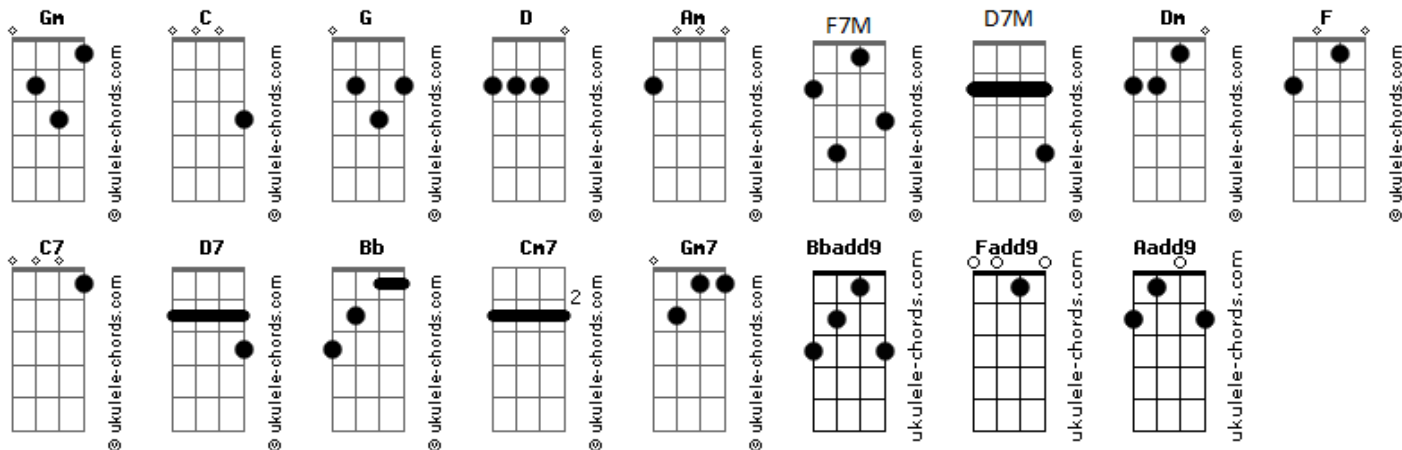 Gm C G D Am F7M D7M Dm F
© ukulele-chords.com © ukulele-chords.com © ukulele-chords.com © ukulele-chords.com © ukulele-chords.com © ukulele-chords.com © ukulele-chords.com © ukulele-chords.com © ukulele-chords.com
C7 D7 Bb Cm7 Gm7 Bbadd9 Fadd9 Aadd9
2
© ukulele-chords.com © ukulele-chords.com © ukulele-chords.com © ukulele-chords.com © ukulele-chords.com ukulele-chords.com ukulele-chords.com ukulele-chords.com